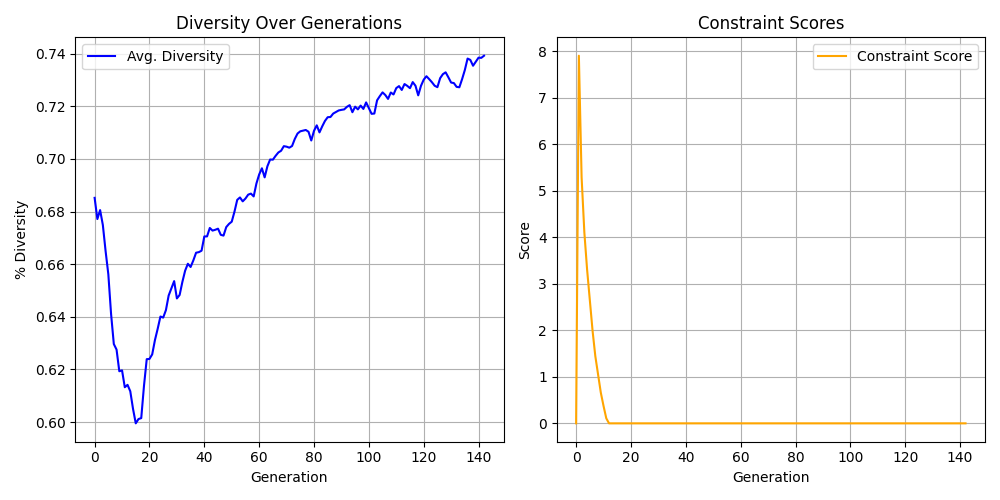 Diversity Over Generations
Avg. Diversity
% Diversity
0.74
0.72
0.70
0.68
0.66
0.64
0.62
0.60
0 20 40 60 80 100 120 140
Generation
Constraint Scores
Constraint Score
Score
8
7
6
5
4
3
2
1
0
0 20 40 60 80 100 120 140
Generation